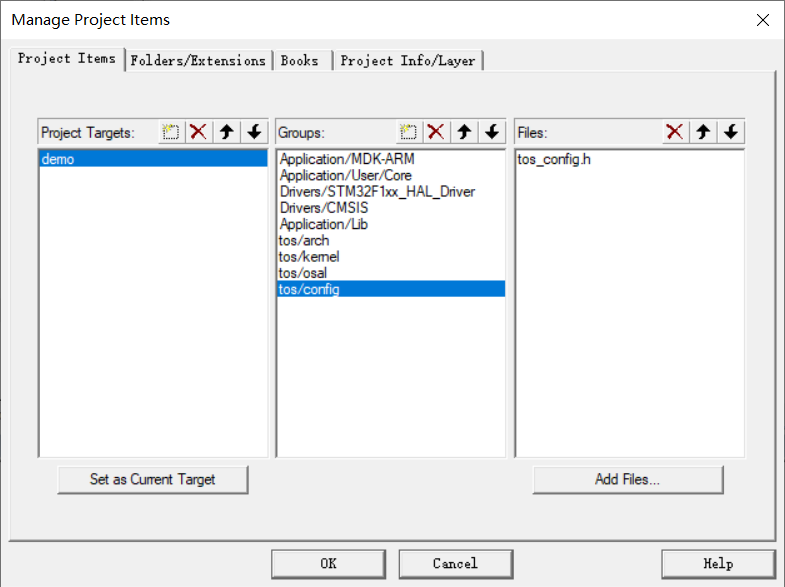 Manage Project Items
Project Items Folders/Extensions Books Project Info/Layer
Project Targets: Groups: Files:
demo
Application/MDK-ARM
Application/User/Core
Drivers/STM32F1xx_HAL_Driver
Drivers/CMSIS
Application/Lib
tos/arch
tos/kernel
tos/osal
tos/config
tos_config.h
Set as Current Target Add Files...
OK Cancel Help